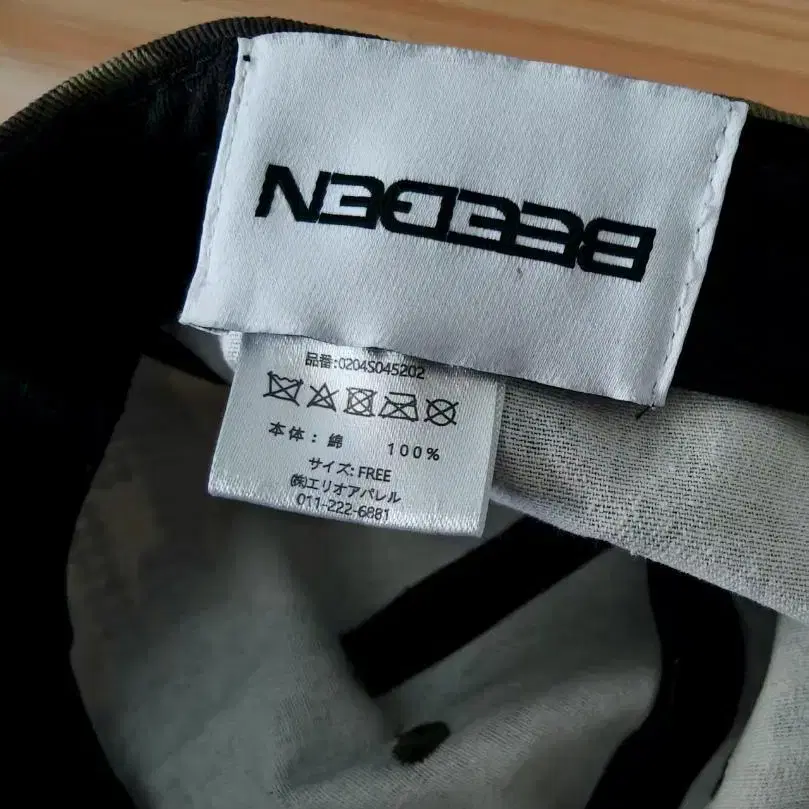 BEEDEN
品番:0204S045202
本体: 綿 100%
サイズ: FREE
㈱エリオアパレル
011-222-6881